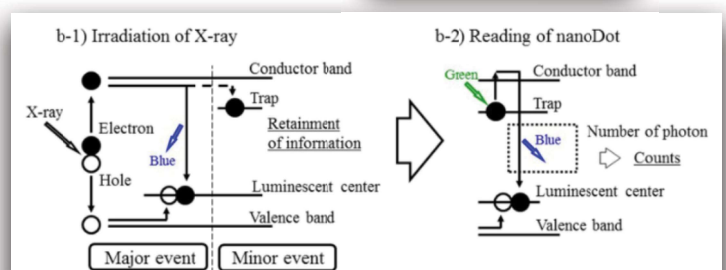 b-1) Irradiation of X-ray
Conductor band
Trap
X-ray
Electron
Retainment
of information
Blue
Hole
Luminescent center
Valence band
Major event
Minor event
b-2) Reading of nanoDot
Green
Conductor band
Trap
Blue
Number of photon
Counts
Luminescent center
Valence band